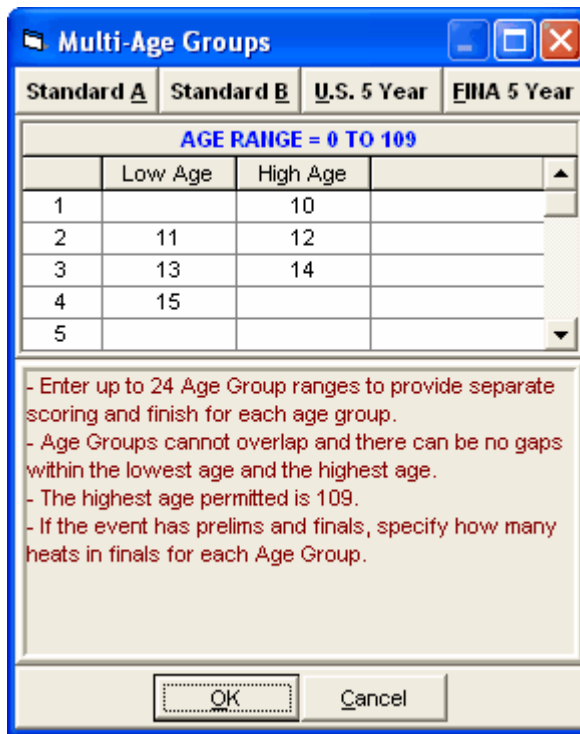 Multi-Age Groups
Standard A Standard B U.S. 5 Year FINA 5 Year
AGE RANGE = 0 TO 109
Low Age High Age
1 10
2 11 12
3 13 14
4 15
5
- Enter up to 24 Age Group ranges to provide separate
scoring and finish for each age group.
- Age Groups cannot overlap and there can be no gaps
within the lowest age and the highest age.
- The highest age permitted is 109.
- If the event has prelims and finals, specify how many
heats in finals for each Age Group.
OK Cancel